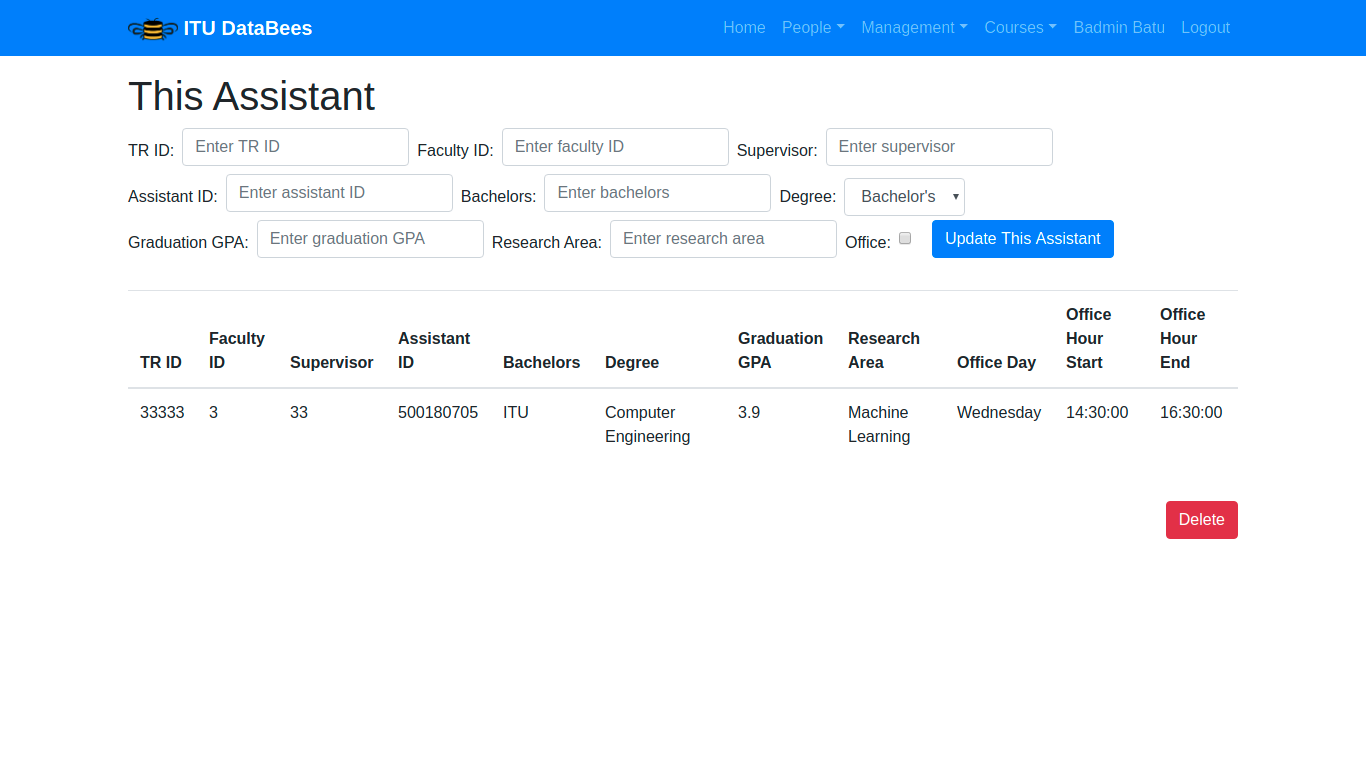 ITU DataBees Home People Management Courses Badmin Batu Logout
This Assistant
TR ID: Enter TR ID Faculty ID: Enter faculty ID Supervisor: Enter supervisor
Assistant ID: Enter assistant ID Bachelors: Enter bachelors Degree: Bachelor's
Graduation GPA: Enter graduation GPA Research Area: Enter research area Office: Update This Assistant
TR ID Faculty ID Supervisor Assistant ID Bachelors Degree Graduation GPA Research Area Office Day Office Hour Start Office Hour End
33333 3 33 500180705 ITU Computer Engineering 3.9 Machine Learning Wednesday 14:30:00 16:30:00
Delete